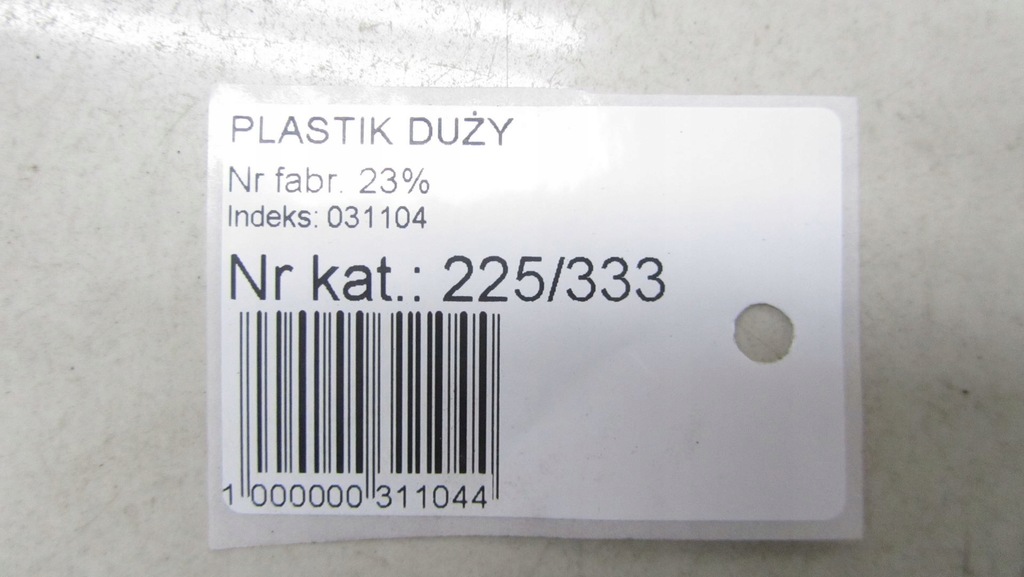 PLASTIK DUŻY
Nr fabr. 23%
Indeks: 031104
Nr kat.: 225/333
1 000000 311044